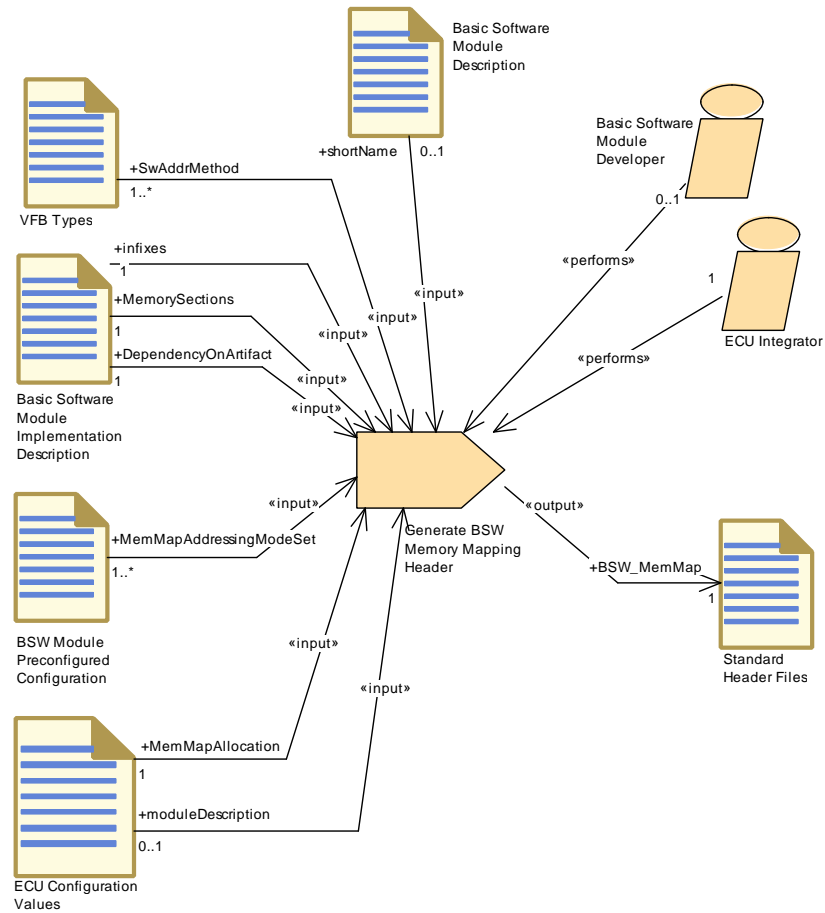 Basic Software
Module
Description
+shortName
0..1
Basic Software
Module
Developer
0..1
«performs»
1
ECU Integrator
«performs»
+SwAddrMethod
1..*
VFB Types
«input»
«input»
+infixes
1
«input»
+MemorySections
1
«input»
+DependencyOnArtifact
1
«input»
Basic Software
Module
Implementation
Description
Generate BSW
Memory Mapping
Header
«input»
+MemMapAddressingModeSet
1..*
BSW Module
Preconfigured
Configuration
«output»
+BSW_MemMap
1
Standard
Header Files
«input»
«input»
+MemMapAllocation
1
+moduleDescription
0..1
ECU Configuration
Values